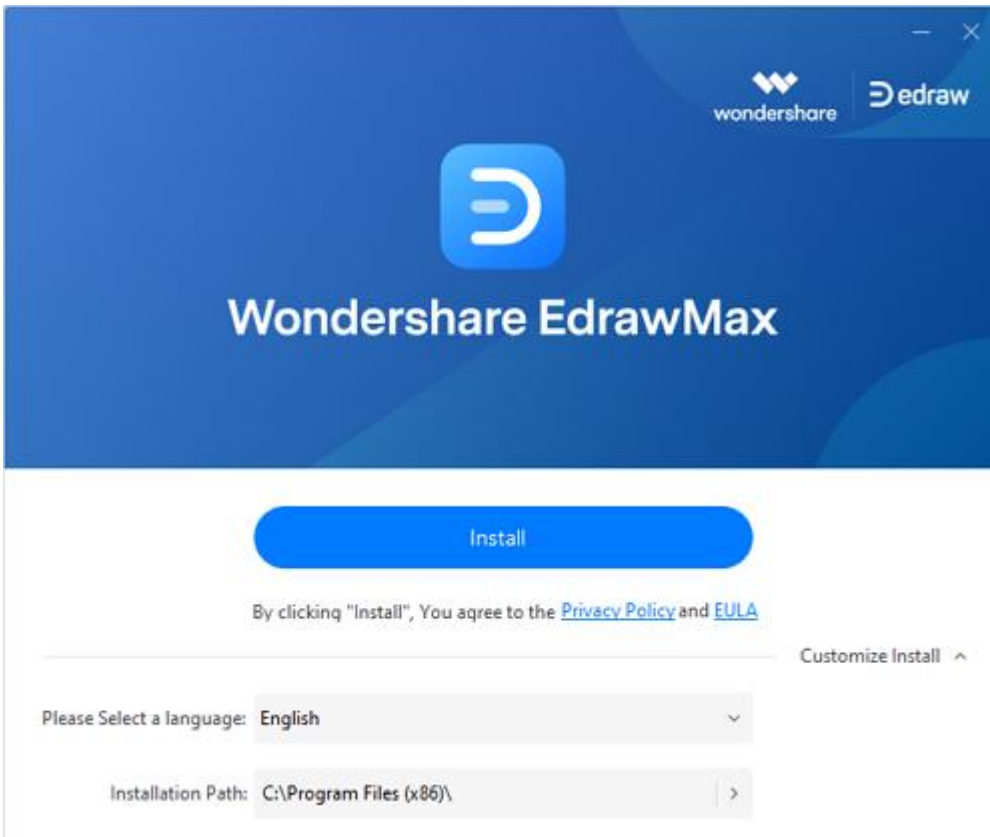 wondershare
edraw
Wondershare EdrawMax
Install
By clicking "Install", You agree to the Privacy Policy and EULA
Customize Install
Please Select a language: English
Installation Path: C:\Program Files (x86)\